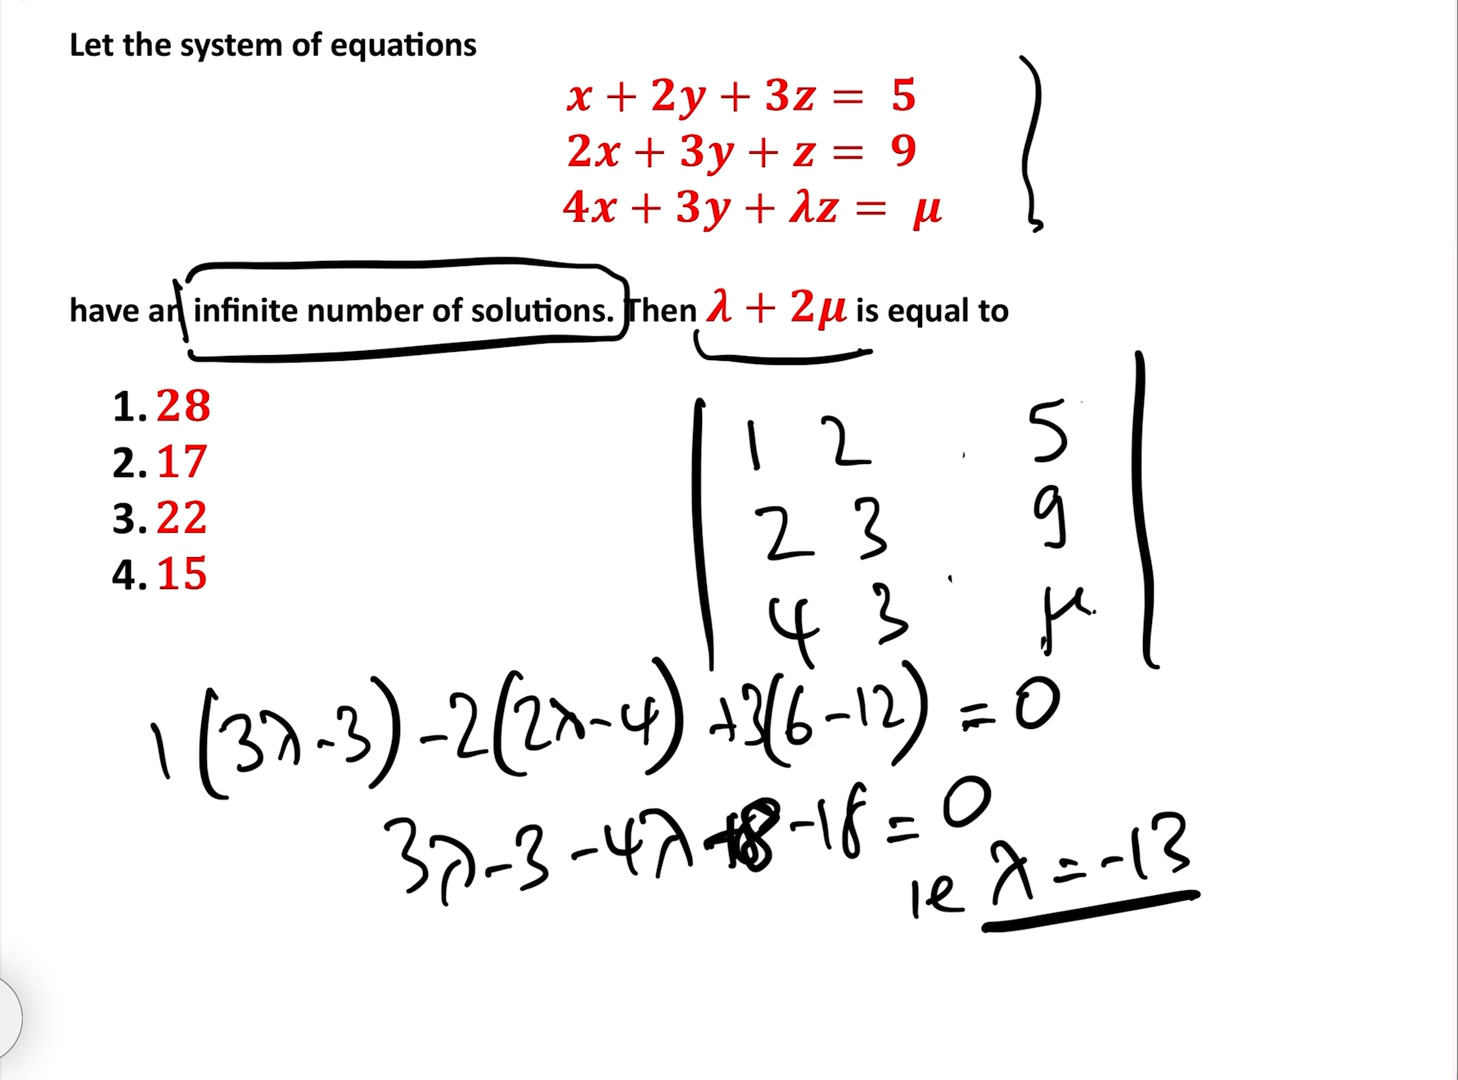 Let the system of equations
x + 2y + 3z = 5
2x + 3y + z = 9
4x + 3y + λz = μ
have an infinite number of solutions. Then λ + 2μ is equal to
1. 28
2. 17
3. 22
4. 15
1 2 5
2 3 9
4 3 μ
1(3λ-3)-2(2λ-4)+3(6-12)=0
3λ-3-4λ+8-18=0
ie λ=-13